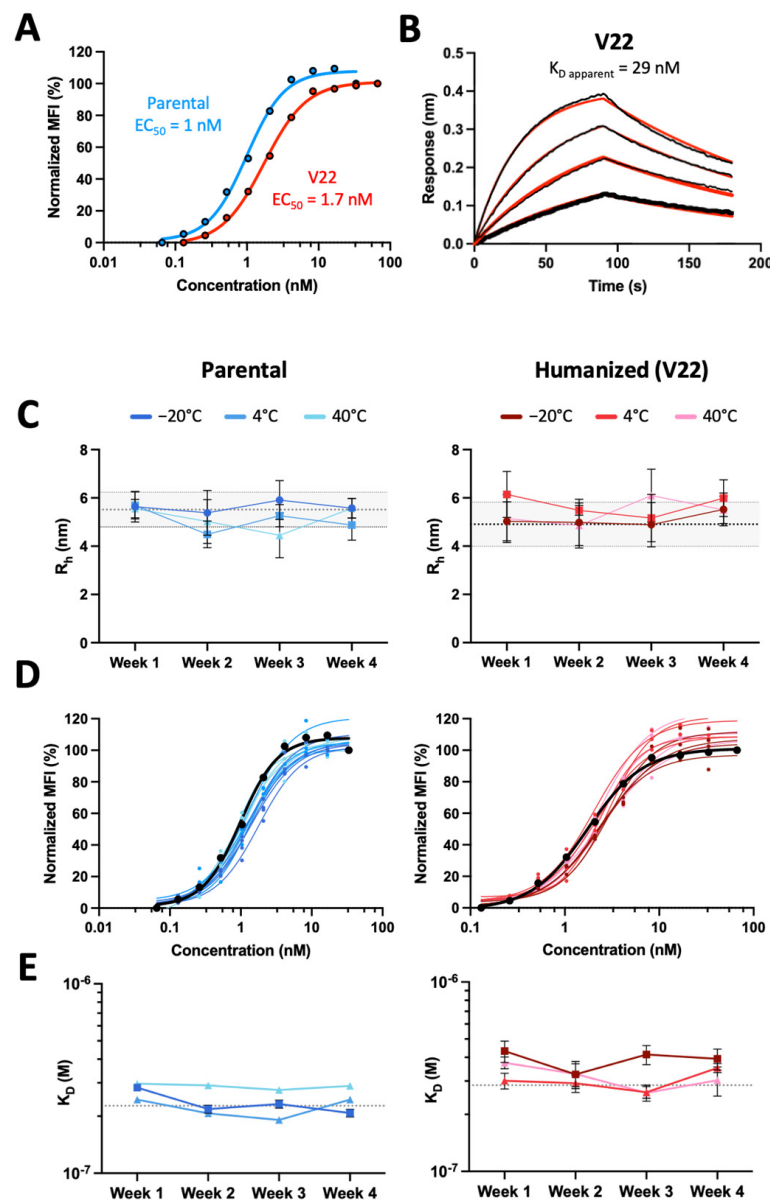 A
B
V22
K_D apparent = 29 nM
Normalized MFI (%)
120
100
80
60
40
20
0
Parental
EC₅₀ = 1 nM
V22
EC₅₀ = 1.7 nM
0.01 0.1 1 10 100
Concentration (nM)
Response (nm)
0.5
0.4
0.3
0.2
0.1
0.0
0 50 100 150 200
Time (s)
Parental
Humanized (V22)
C
−20°C 4°C 40°C
−20°C 4°C 40°C
R_h (nm)
8
6
4
2
0
Week 1 Week 2 Week 3 Week 4
R_h (nm)
8
6
4
2
0
Week 1 Week 2 Week 3 Week 4
D
Normalized MFI (%)
120
100
80
60
40
20
0
0.01 0.1 1 10 100
Concentration (nM)
Normalized MFI (%)
120
100
80
60
40
20
0
0.1 1 10 100
Concentration (nM)
E
K_D (M)
10⁻⁶
10⁻⁷
Week 1 Week 2 Week 3 Week 4
K_D (M)
10⁻⁶
10⁻⁷
Week 1 Week 2 Week 3 Week 4